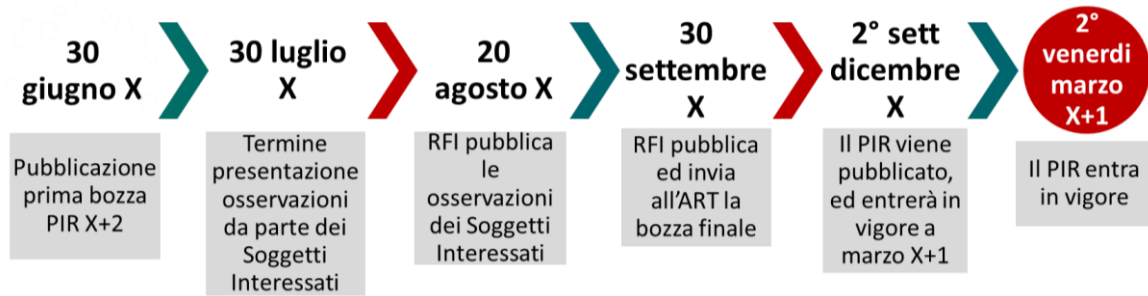 30
giugno X
Pubblicazione
prima bozza
PIR X+2
30 luglio
X
Termine
presentazione
osservazioni
da parte dei
Soggetti
Interessati
20
agosto X
RFI pubblica
le
osservazioni
dei Soggetti
Interessati
30
settembre
X
RFI pubblica
ed invia
all’ART la
bozza finale
2° sett
dicembre
X
Il PIR viene
pubblicato,
ed entrerà in
vigore a
marzo X+1
2°
venerdi
marzo
X+1
Il PIR entra
in vigore